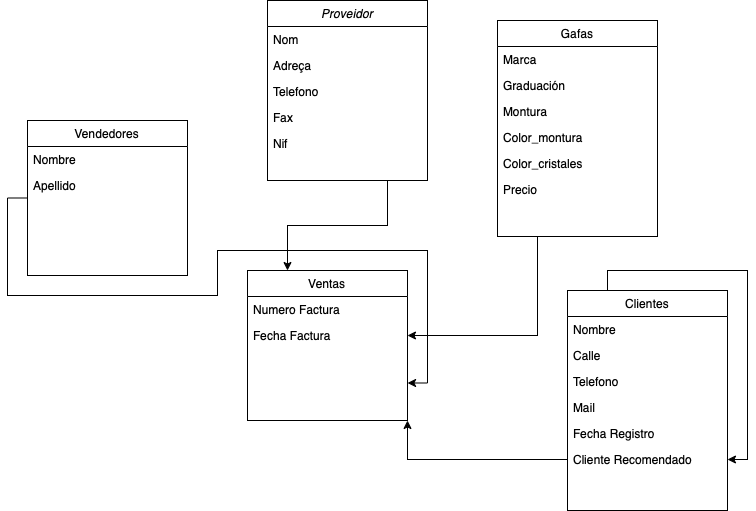 Proveidor
Nom
Adreça
Telefono
Fax
Nif
Gafas
Marca
Graduación
Montura
Color_montura
Color_cristales
Precio
Vendedores
Nombre
Apellido
Ventas
Numero Factura
Fecha Factura
Clientes
Nombre
Calle
Telefono
Mail
Fecha Registro
Cliente Recomendado